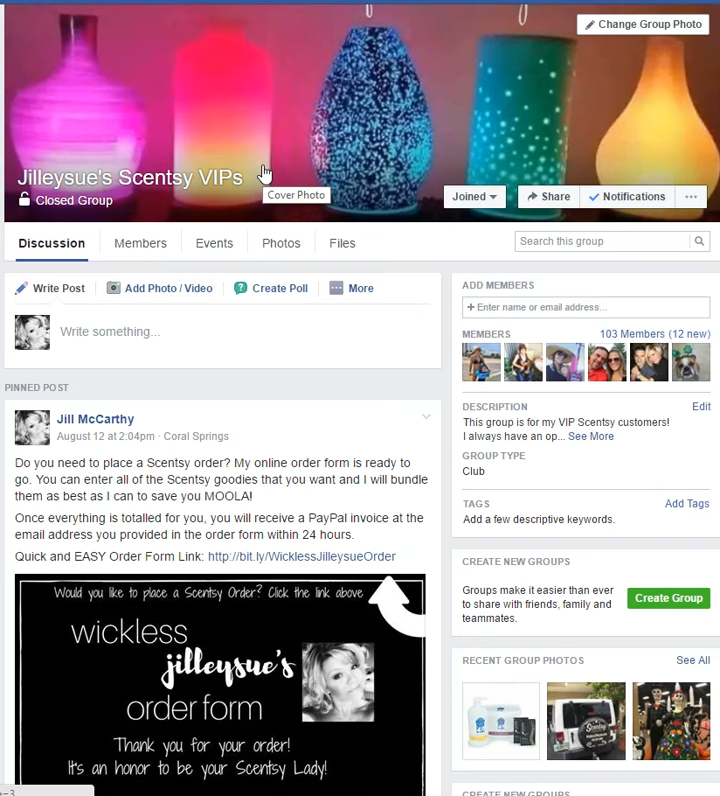 Change Group Photo
Jilleysue's Scentsy VIPs
Cover Photo
Closed Group
Joined
Share
Notifications
Discussion
Members
Events
Photos
Files
Search this group
Write Post
Add Photo / Video
Create Poll
More
Write something...
PINNED POST
Jill McCarthy
August 12 at 2:04pm · Coral Springs
Do you need to place a Scentsy order? My online order form is ready to
go. You can enter all of the Scentsy goodies that you want and I will bundle
them as best as I can to save you MOOLA!
Once everything is totalled for you, you will receive a PayPal invoice at the
email address you provided in the order form within 24 hours.
Quick and EASY Order Form Link: http://bit.ly/WicklessJilleysueOrder
Would you like to place a Scentsy Order? Click the link above
wickless
jilleysue's
order form
Thank you for your order!
It's an honor to be your Scentsy Lady!
ADD MEMBERS
+ Enter name or email address...
MEMBERS
103 Members (12 new)
DESCRIPTION
Edit
This group is for my VIP Scentsy customers!
I always have an op... See More
GROUP TYPE
Club
TAGS
Add Tags
Add a few descriptive keywords.
CREATE NEW GROUPS
Groups make it easier than ever
to share with friends, family and
teammates.
Create Group
RECENT GROUP PHOTOS
See All
Scentsy
CREATE NEW GROUPS